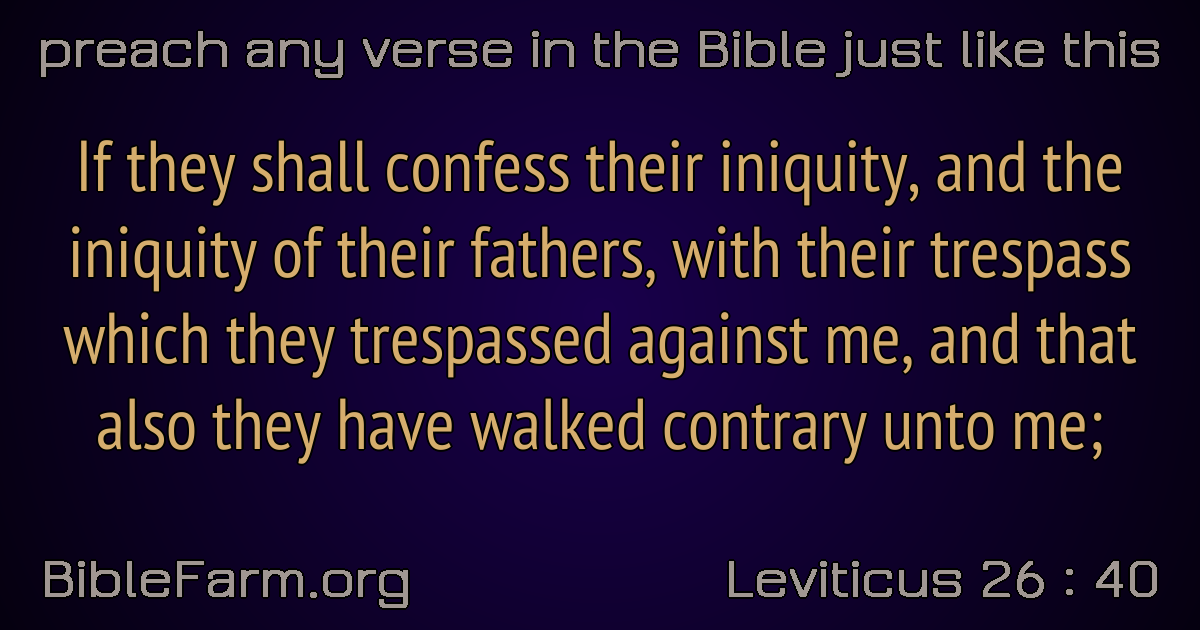 preach any verse in the Bible just like this
If they shall confess their iniquity, and the
iniquity of their fathers, with their trespass
which they trespassed against me, and that
also they have walked contrary unto me;
BibleFarm.org
Leviticus 26 : 40